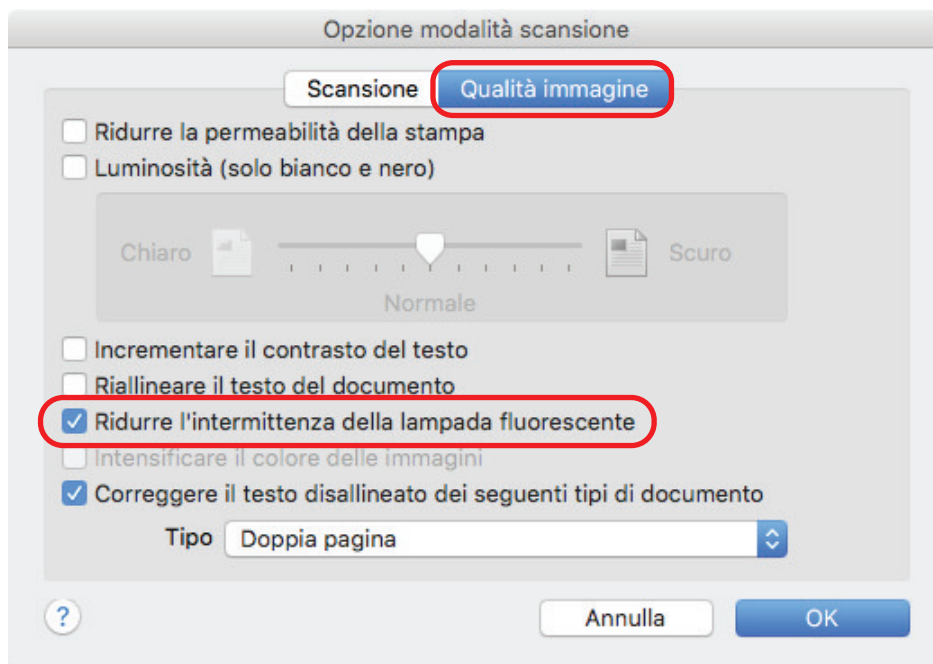 Opzione modalità scansione
Scansione Qualità immagine
Ridurre la permeabilità della stampa
Luminosità (solo bianco e nero)
Chiaro Scuro
Normale
Incrementare il contrasto del testo
Riallineare il testo del documento
Ridurre l'intermittenza della lampada fluorescente
Intensificare il colore delle immagini
Correggere il testo disallineato dei seguenti tipi di documento
Tipo Doppia pagina
? Annulla OK